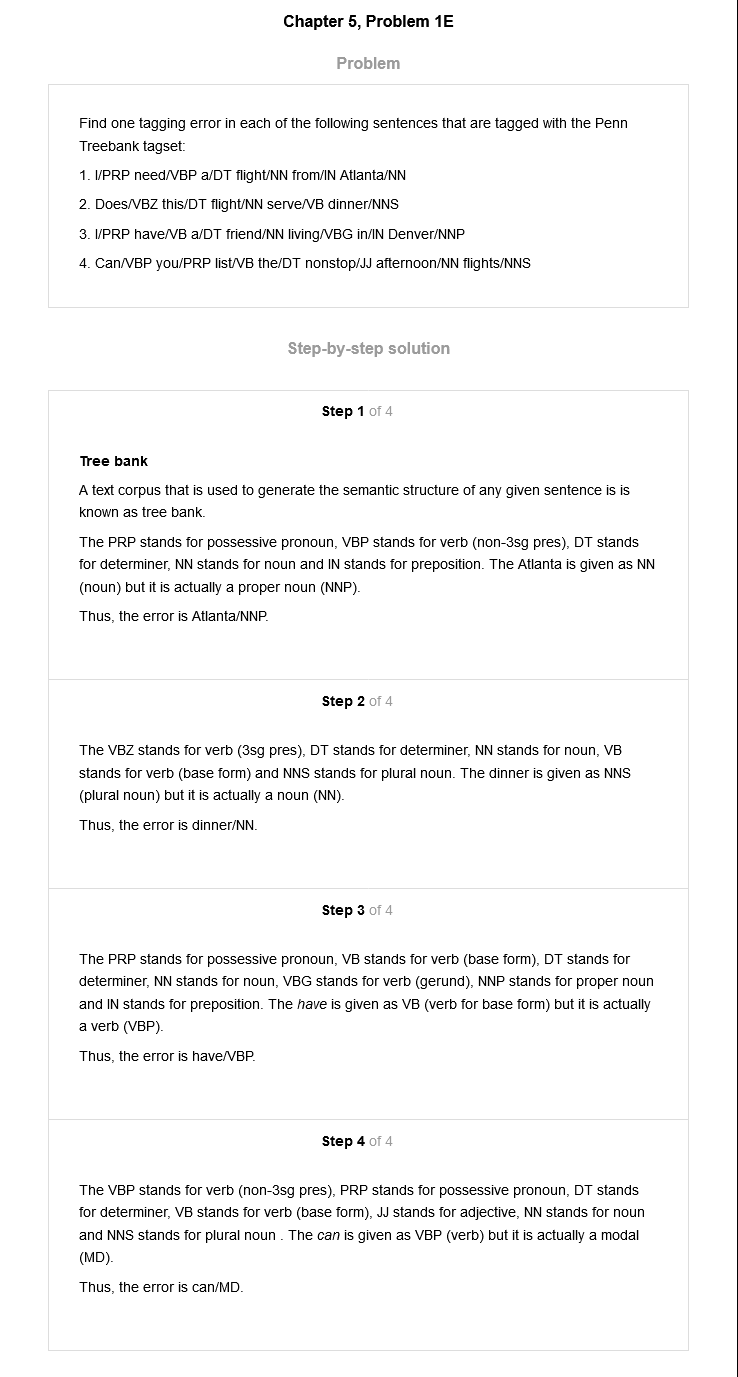 Chapter 5, Problem 1E
Problem
Find one tagging error in each of the following sentences that are tagged with the Penn
Treebank tagset:
1. I/PRP need/VBP a/DT flight/NN from/IN Atlanta/NN
2. Does/VBZ this/DT flight/NN serve/VB dinner/NNS
3. I/PRP have/VB a/DT friend/NN living/VBG in/IN Denver/NNP
4. Can/VBP you/PRP list/VB the/DT nonstop/JJ afternoon/NN flights/NNS
Step-by-step solution
Step 1 of 4
Tree bank
A text corpus that is used to generate the semantic structure of any given sentence is is
known as tree bank.
The PRP stands for possessive pronoun, VBP stands for verb (non-3sg pres), DT stands
for determiner, NN stands for noun and IN stands for preposition. The Atlanta is given as NN
(noun) but it is actually a proper noun (NNP).
Thus, the error is Atlanta/NNP.
Step 2 of 4
The VBZ stands for verb (3sg pres), DT stands for determiner, NN stands for noun, VB
stands for verb (base form) and NNS stands for plural noun. The dinner is given as NNS
(plural noun) but it is actually a noun (NN).
Thus, the error is dinner/NN.
Step 3 of 4
The PRP stands for possessive pronoun, VB stands for verb (base form), DT stands for
determiner, NN stands for noun, VBG stands for verb (gerund), NNP stands for proper noun
and IN stands for preposition. The have is given as VB (verb for base form) but it is actually
a verb (VBP).
Thus, the error is have/VBP.
Step 4 of 4
The VBP stands for verb (non-3sg pres), PRP stands for possessive pronoun, DT stands
for determiner, VB stands for verb (base form), JJ stands for adjective, NN stands for noun
and NNS stands for plural noun . The can is given as VBP (verb) but it is actually a modal
(MD).
Thus, the error is can/MD.